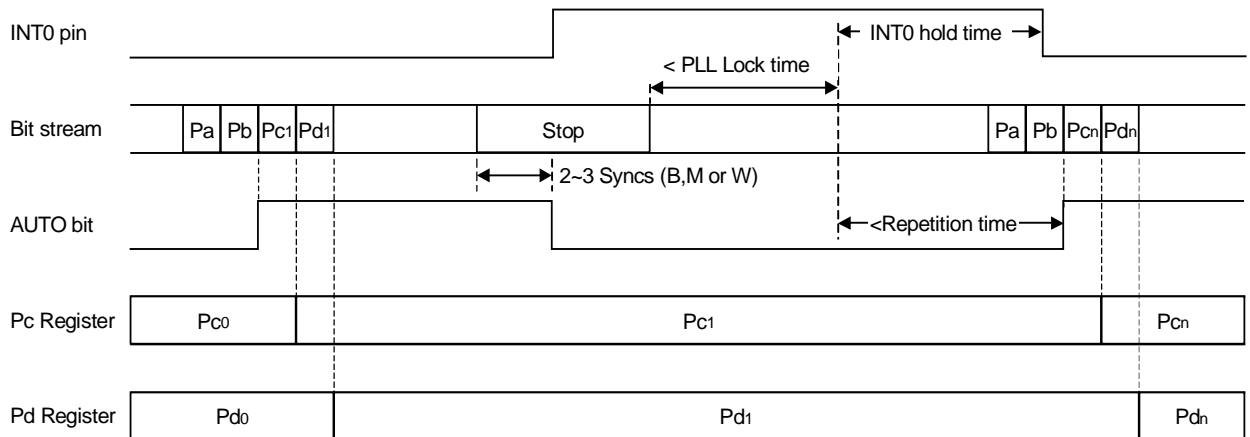 INT0 pin
INT0 hold time
< PLL Lock time
Bit stream
Pa Pb Pc1 Pd1 Stop Pa Pb Pcn Pdn
2~3 Syncs (B,M or W)
AUTO bit
<Repetition time
Pc Register Pc0 Pc1 Pcn
Pd Register Pd0 Pd1 Pdn